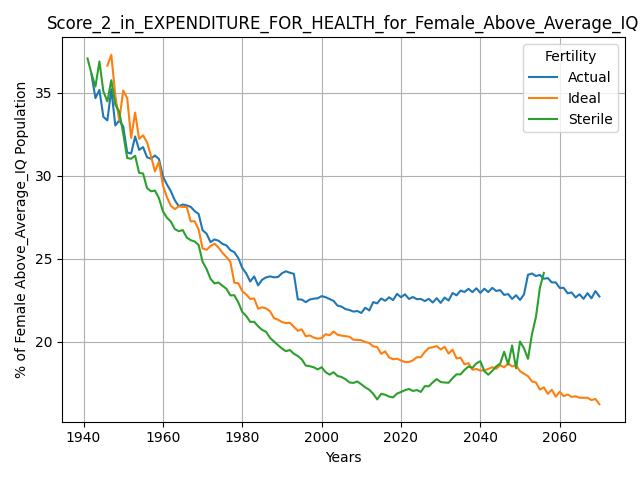 Score_2_in_EXPENDITURE_FOR_HEALTH_for_Female_Above_Average_IQ
% of Female Above_Average_IQ Population
35
30
25
20
1940 1960 1980 2000 2020 2040 2060
Years
Fertility
Actual
Ideal
Sterile